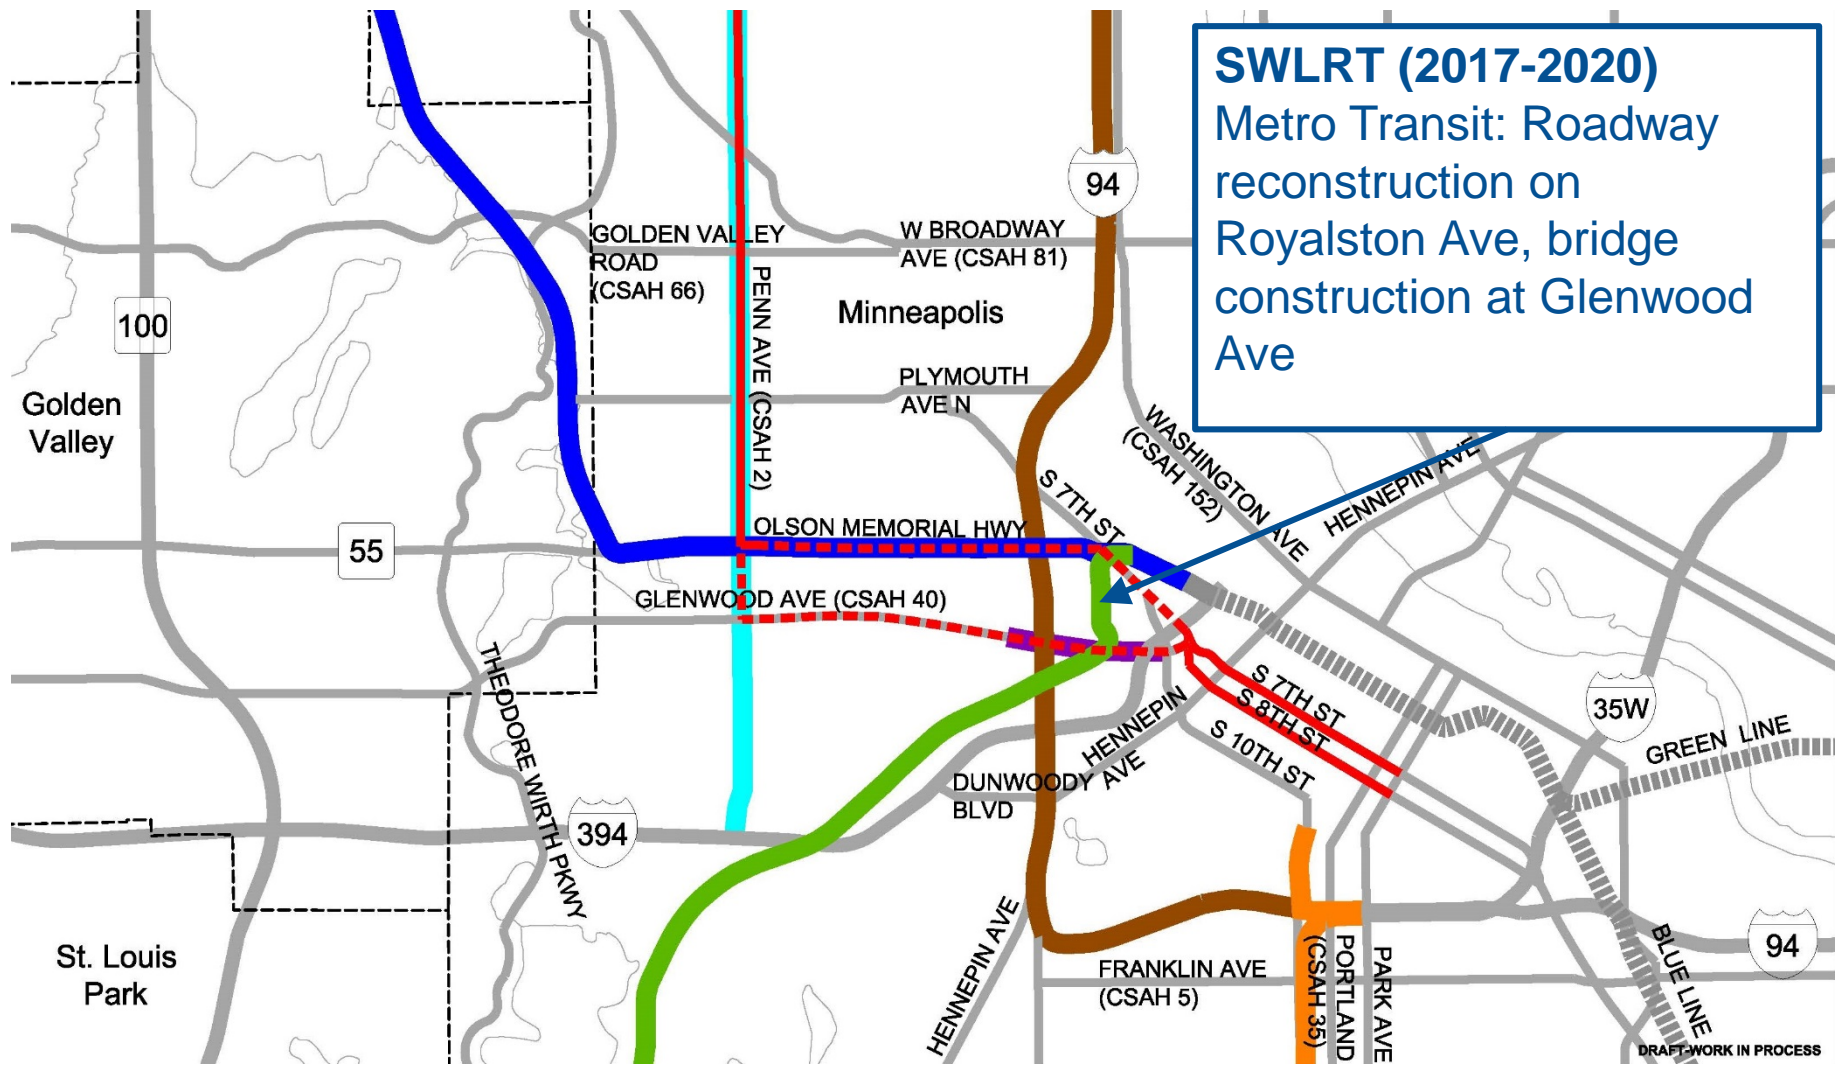 SWLRT (2017-2020)
Metro Transit: Roadway
reconstruction on
Royalston Ave, bridge
construction at Glenwood
Ave
94
GOLDEN VALLEY
ROAD
(CSAH 66)
W BROADWAY
AVE (CSAH 81)
PENN AVE (CSAH 2)
Minneapolis
100
Golden
Valley
PLYMOUTH
AVE N
WASHINGTON AVE
(CSAH 152)
HENNEPIN AVE
S 7TH ST
OLSON MEMORIAL HWY
55
GLENWOOD AVE (CSAH 40)
THEODORE WIRTH PKWY
S 7TH ST
S 8TH ST
S 10TH ST
HENNEPIN
AVE
35W
GREEN LINE
DUNWOODY
BLVD
394
HENNEPIN AVE
St. Louis
Park
FRANKLIN AVE
(CSAH 5)
(CSAH 35)
PORTLAND
PARK AVE
BLUE LINE
94
DRAFT-WORK IN PROCESS